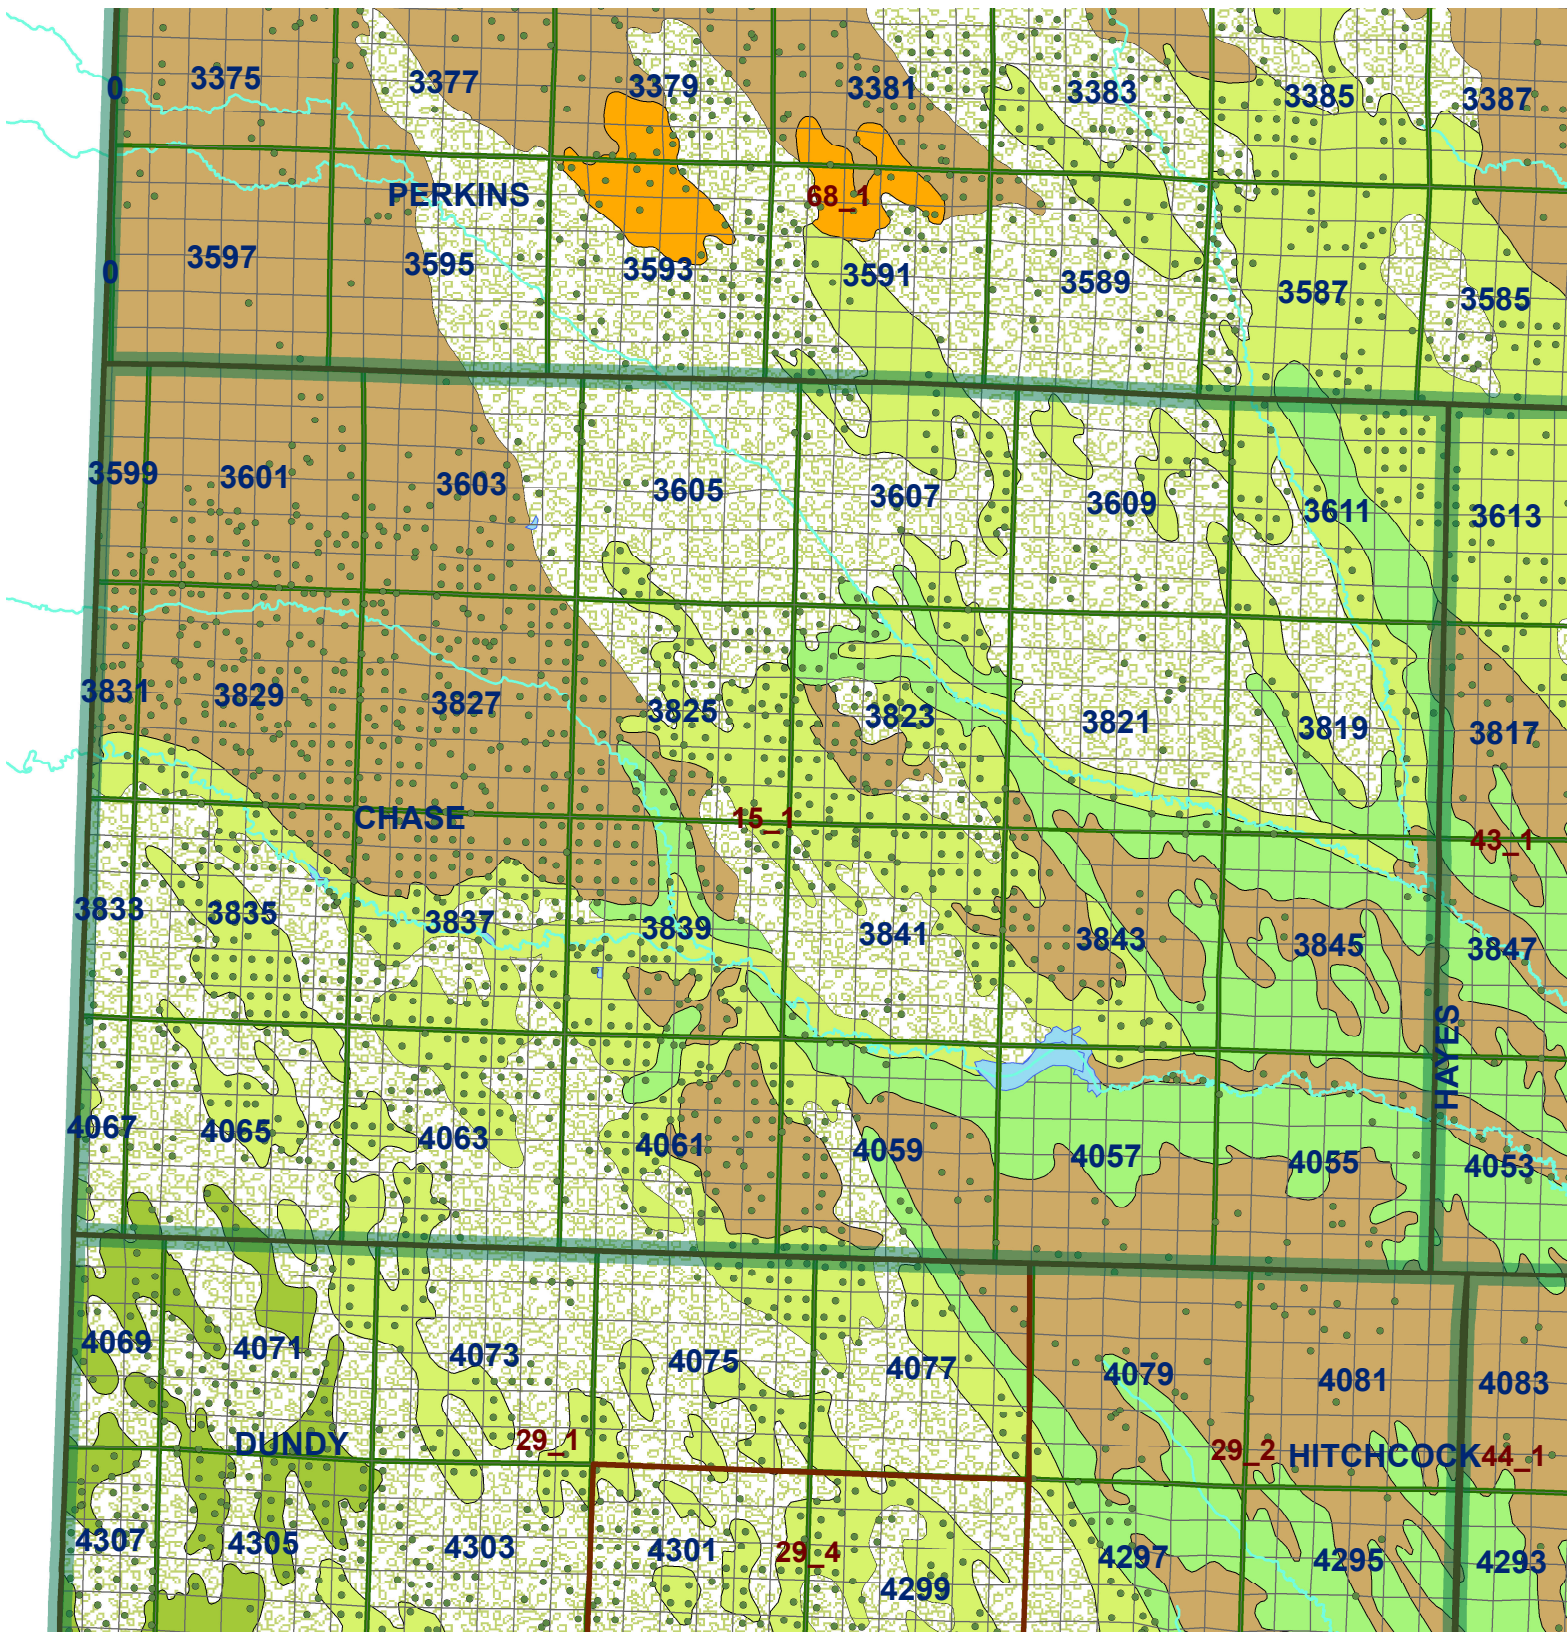 3375 3377 3379 3381 3383 3385 3387
0
PERKINS 68_1
0 3597 3595 3593 3591 3589 3587 3585
3599 3601 3603 3605 3607 3609 3611 3613
3831 3829 3827 3825 3823 3821 3819 3817
CHASE 15_1 43_1
3833 3835 3837 3839 3841 3843 3845 3847
HAYES
4067 4065 4063 4061 4059 4057 4055 4053
4069 4071 4073 4075 4077 4079 4081 4083
DUNDY 29_1 29_2 HITCHCOCK 44_1
4307 4305 4303 4301 29_4 4299 4297 4295 4293